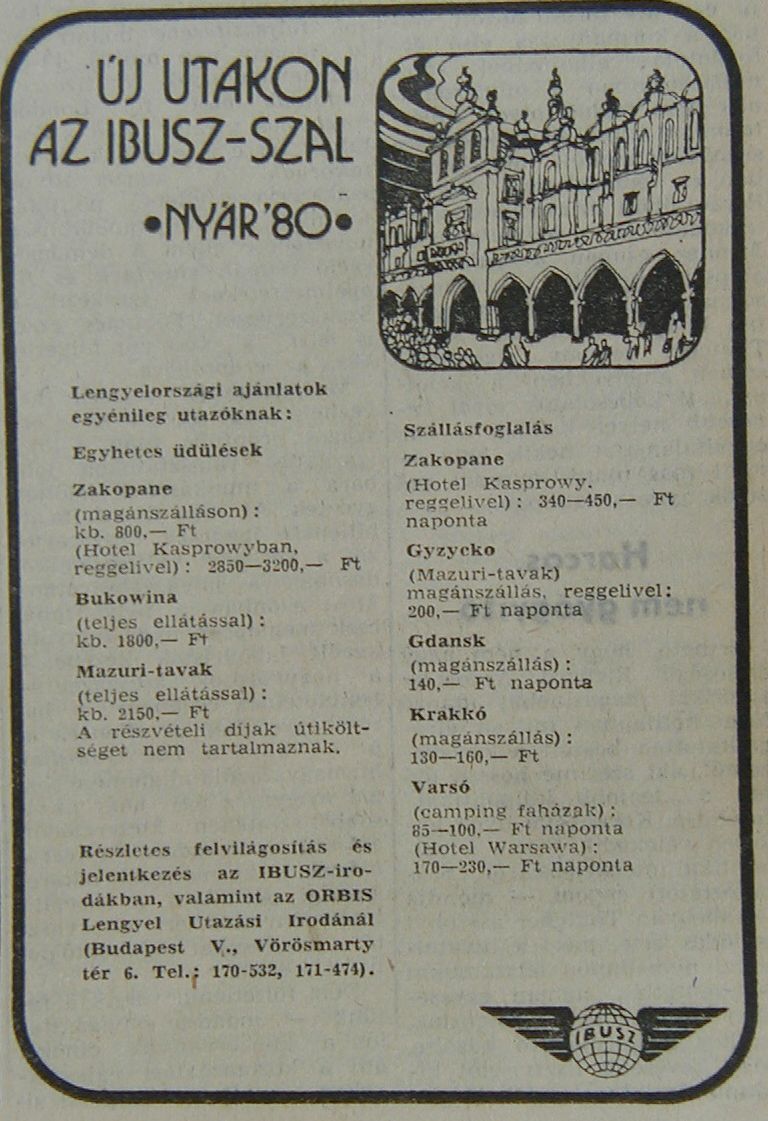 ÚJ UTAKON
AZ IBUSZ-SZAL
•NYÁR '80•
Lengyelországi ajánlatok
egyénileg utazóknak:
Egyhetes üdülések
Zakopane
(magánszálláson):
kb. 800,— Ft
(Hotel Kasprowyban,
reggelivel): 2850—3200,— Ft
Bukowina
(teljes ellátással):
kb. 1800,— Ft
Mazuri-tavak
(teljes ellátással):
kb. 2150,— Ft
A részvételi díjak útikölt-
séget nem tartalmaznak.
Részletes felvilágosítás és
jelentkezés az IBUSZ-iro-
dákban, valamint az ORBIS
Lengyel Utazási Irodánál
(Budapest V., Vörösmarty
tér 6. Tel.: 170-532, 171-474).
Szállásfoglalás
Zakopane
(Hotel Kasprowy.
reggelivel): 340—450,— Ft
naponta
Gyzycko
(Mazuri-tavak)
magánszállás, reggelivel:
200,— Ft naponta
Gdansk
(magánszállás):
140,— Ft naponta
Krakkó
(magánszállás):
130—160,— Ft
Varsó
(camping faházak):
85—100,— Ft naponta
(Hotel Warsawa):
170—230,— Ft naponta
IBUSZ